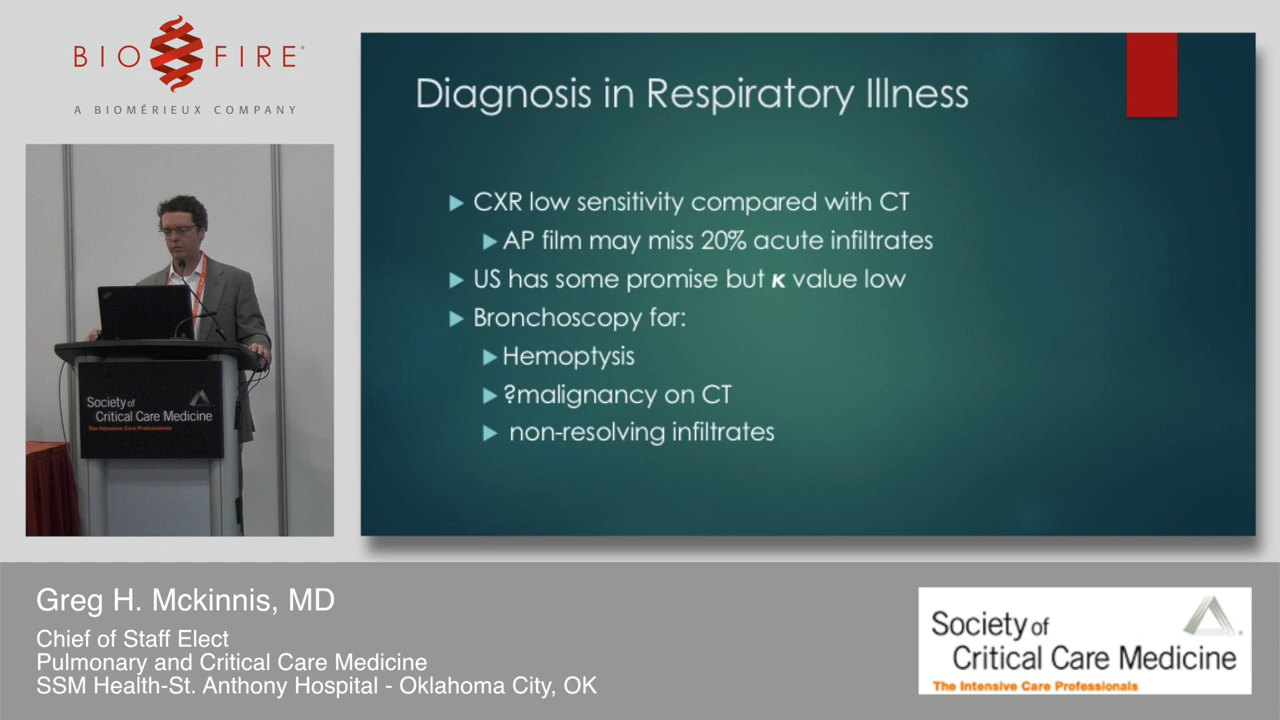 BIO FIRE®
A BIOMÉRIEUX COMPANY
Society of
Critical Care Medicine
The Intensive Care Professionals
Diagnosis in Respiratory Illness
CXR low sensitivity compared with CT
AP film may miss 20% acute infiltrates
US has some promise but κ value low
Bronchoscopy for:
Hemoptysis
?malignancy on CT
non-resolving infiltrates
Greg H. Mckinnis, MD
Chief of Staff Elect
Pulmonary and Critical Care Medicine
SSM Health-St. Anthony Hospital - Oklahoma City, OK
Society of
Critical Care Medicine
The Intensive Care Professionals